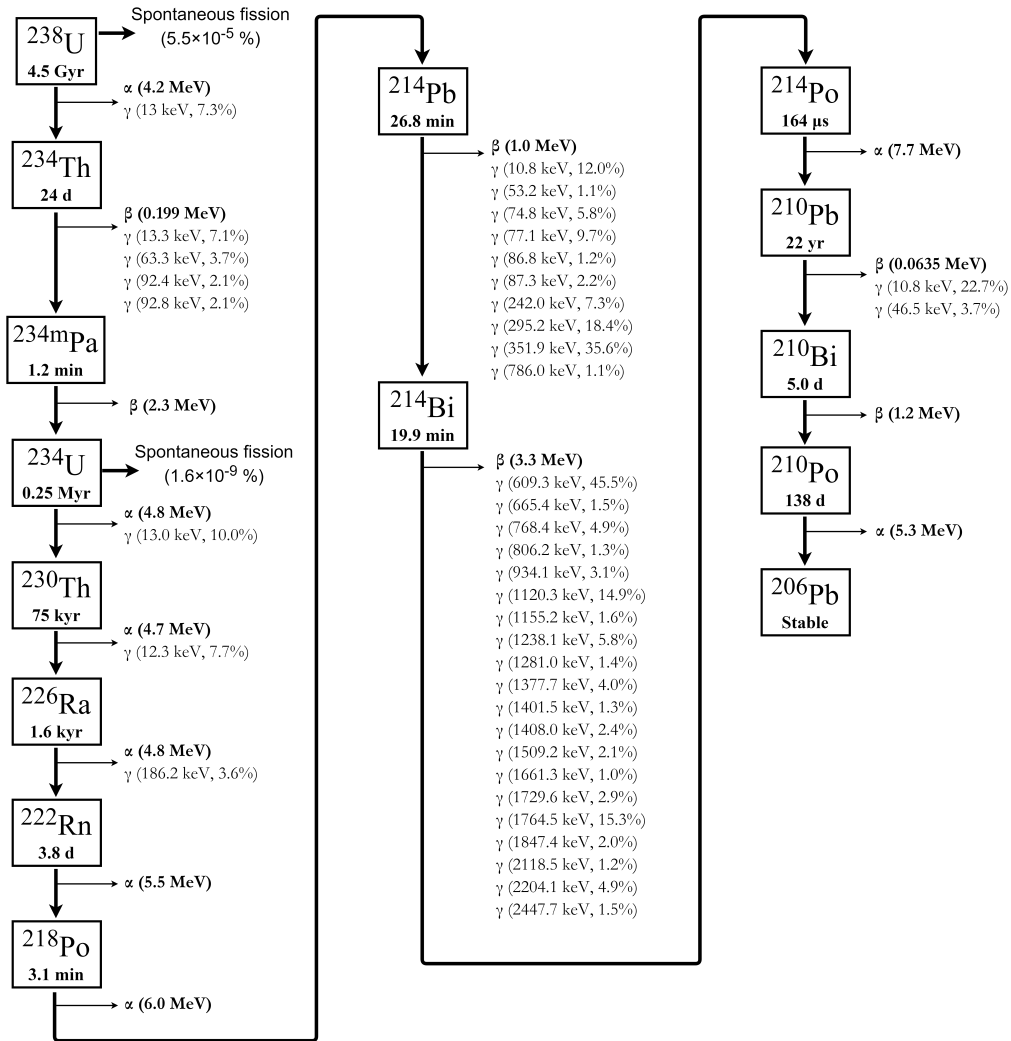 238U
4.5 Gyr
Spontaneous fission
(5.5×10-5 %)
α (4.2 MeV)
γ (13 keV, 7.3%)
234Th
24 d
β (0.199 MeV)
γ (13.3 keV, 7.1%)
γ (63.3 keV, 3.7%)
γ (92.4 keV, 2.1%)
γ (92.8 keV, 2.1%)
234mPa
1.2 min
β (2.3 MeV)
234U
0.25 Myr
Spontaneous fission
(1.6×10-9 %)
α (4.8 MeV)
γ (13.0 keV, 10.0%)
230Th
75 kyr
α (4.7 MeV)
γ (12.3 keV, 7.7%)
226Ra
1.6 kyr
α (4.8 MeV)
γ (186.2 keV, 3.6%)
222Rn
3.8 d
α (5.5 MeV)
218Po
3.1 min
α (6.0 MeV)
214Pb
26.8 min
β (1.0 MeV)
γ (10.8 keV, 12.0%)
γ (53.2 keV, 1.1%)
γ (74.8 keV, 5.8%)
γ (77.1 keV, 9.7%)
γ (86.8 keV, 1.2%)
γ (87.3 keV, 2.2%)
γ (242.0 keV, 7.3%)
γ (295.2 keV, 18.4%)
γ (351.9 keV, 35.6%)
γ (786.0 keV, 1.1%)
214Bi
19.9 min
β (3.3 MeV)
γ (609.3 keV, 45.5%)
γ (665.4 keV, 1.5%)
γ (768.4 keV, 4.9%)
γ (806.2 keV, 1.3%)
γ (934.1 keV, 3.1%)
γ (1120.3 keV, 14.9%)
γ (1155.2 keV, 1.6%)
γ (1238.1 keV, 5.8%)
γ (1281.0 keV, 1.4%)
γ (1377.7 keV, 4.0%)
γ (1401.5 keV, 1.3%)
γ (1408.0 keV, 2.4%)
γ (1509.2 keV, 2.1%)
γ (1661.3 keV, 1.0%)
γ (1729.6 keV, 2.9%)
γ (1764.5 keV, 15.3%)
γ (1847.4 keV, 2.0%)
γ (2118.5 keV, 1.2%)
γ (2204.1 keV, 4.9%)
γ (2447.7 keV, 1.5%)
214Po
164 µs
α (7.7 MeV)
210Pb
22 yr
β (0.0635 MeV)
γ (10.8 keV, 22.7%)
γ (46.5 keV, 3.7%)
210Bi
5.0 d
β (1.2 MeV)
210Po
138 d
α (5.3 MeV)
206Pb
Stable